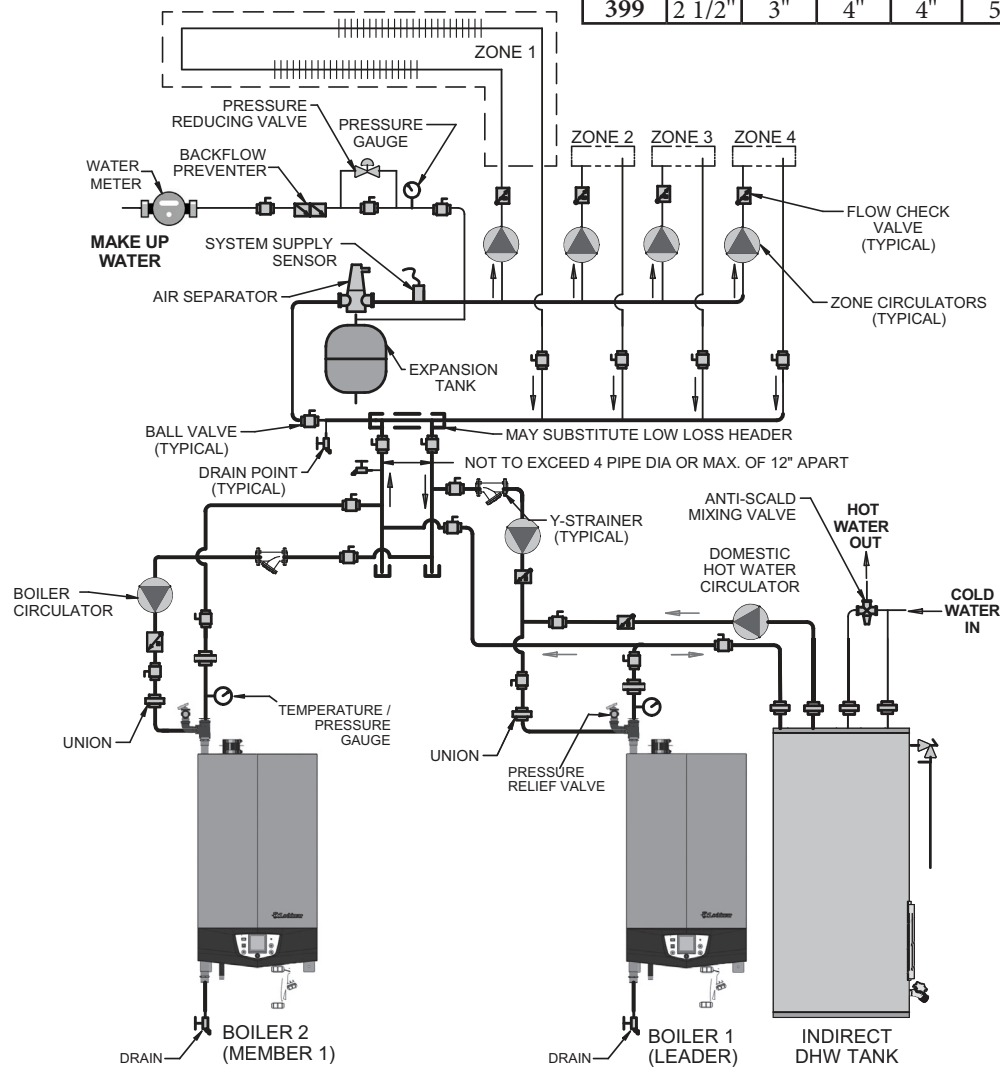 399 2 1/2" 3" 4" 4" 5
ZONE 1
PRESSURE
REDUCING VALVE
PRESSURE
GAUGE
ZONE 2
ZONE 3
ZONE 4
WATER
METER
BACKFLOW
PREVENTER
FLOW CHECK
VALVE
(TYPICAL)
MAKE UP
WATER
SYSTEM SUPPLY
SENSOR
AIR SEPARATOR
ZONE CIRCULATORS
(TYPICAL)
EXPANSION
TANK
BALL VALVE
(TYPICAL)
MAY SUBSTITUTE LOW LOSS HEADER
DRAIN POINT
(TYPICAL)
NOT TO EXCEED 4 PIPE DIA OR MAX. OF 12" APART
Y-STRAINER
(TYPICAL)
ANTI-SCALD
MIXING VALVE
HOT
WATER
OUT
DOMESTIC
HOT WATER
CIRCULATOR
COLD
WATER
IN
BOILER
CIRCULATOR
TEMPERATURE /
PRESSURE
GAUGE
UNION
UNION
PRESSURE
RELIEF VALVE
Lochinvar
Lochinvar
BOILER 2
(MEMBER 1)
DRAIN
BOILER 1
(LEADER)
DRAIN
INDIRECT
DHW TANK